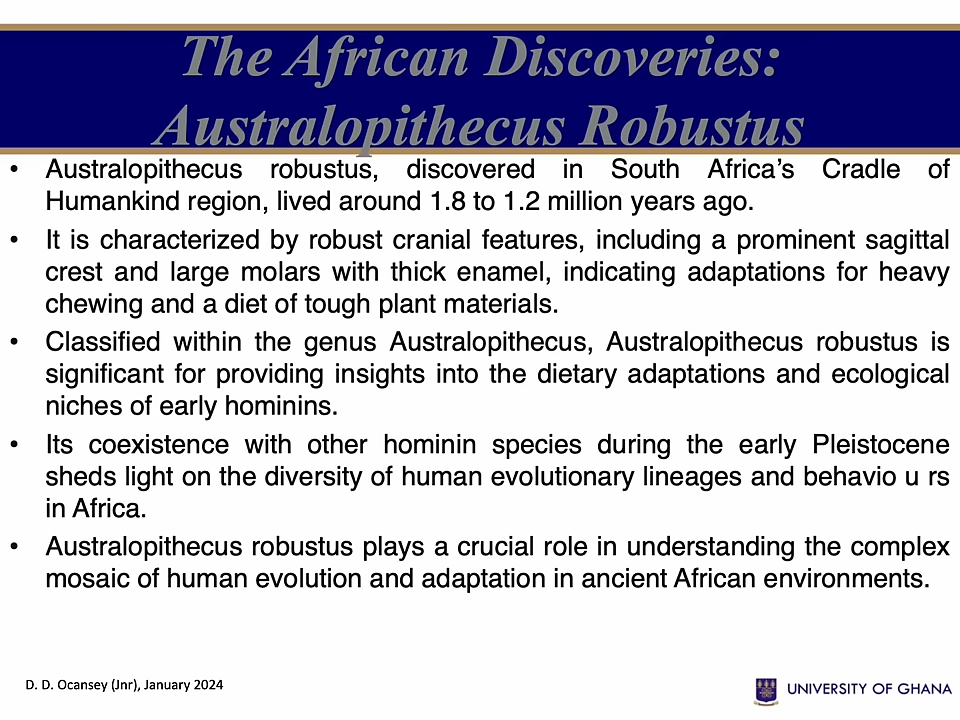 The African Discoveries:
Australopithecus Robustus
• Australopithecus robustus, discovered in South Africa’s Cradle of
Humankind region, lived around 1.8 to 1.2 million years ago.
• It is characterized by robust cranial features, including a prominent sagittal
crest and large molars with thick enamel, indicating adaptations for heavy
chewing and a diet of tough plant materials.
• Classified within the genus Australopithecus, Australopithecus robustus is
significant for providing insights into the dietary adaptations and ecological
niches of early hominins.
• Its coexistence with other hominin species during the early Pleistocene
sheds light on the diversity of human evolutionary lineages and behavio u rs
in Africa.
• Australopithecus robustus plays a crucial role in understanding the complex
mosaic of human evolution and adaptation in ancient African environments.
D. D. Ocansey (Jnr), January 2024
UNIVERSITY OF GHANA